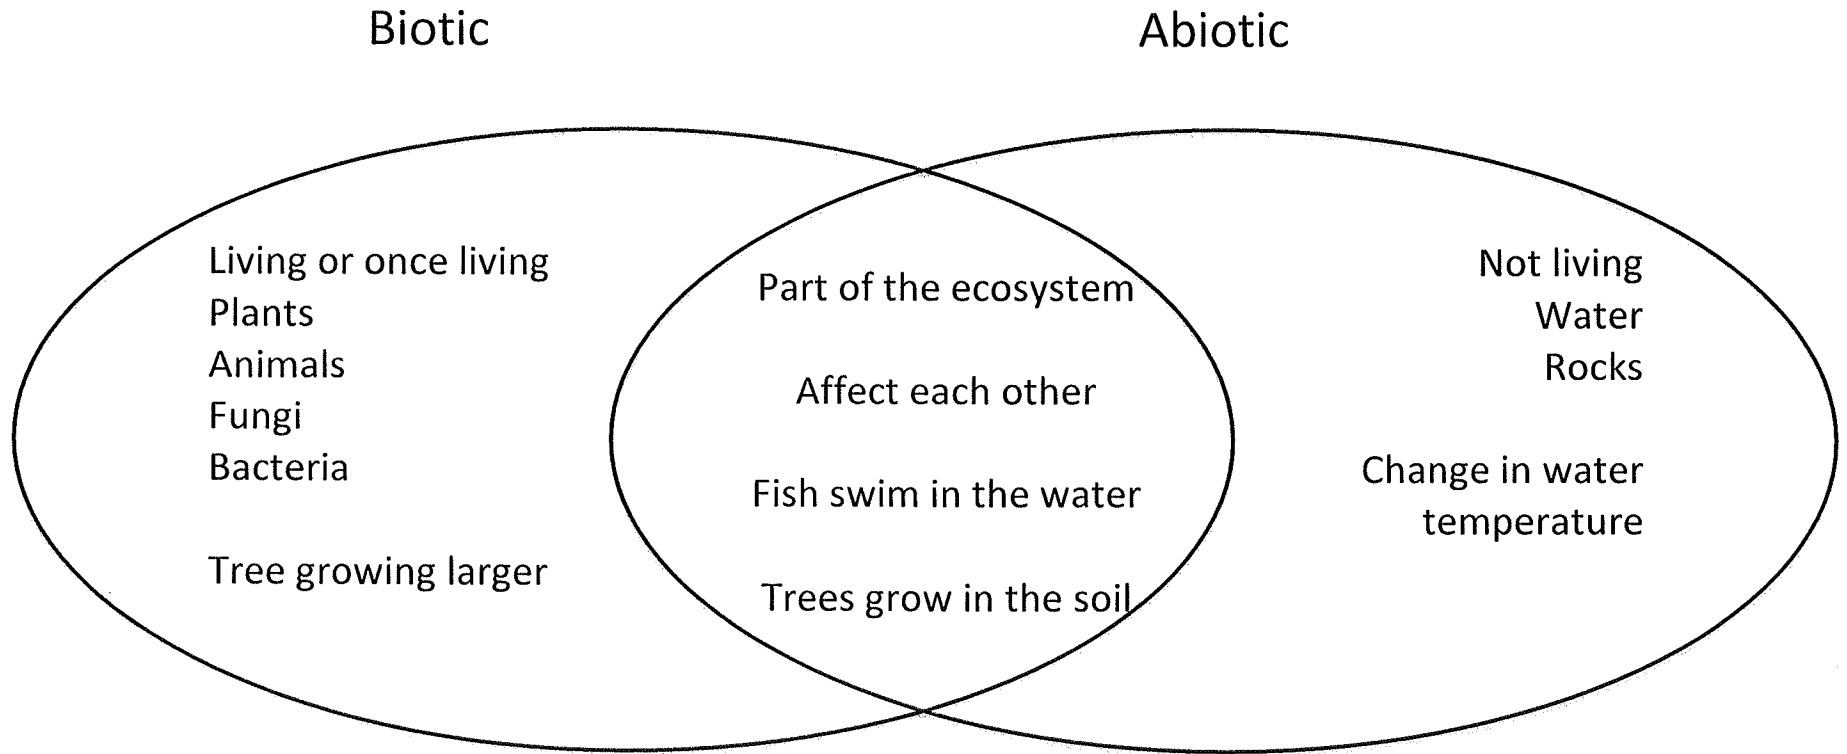 Biotic
Abiotic
Living or once living
Plants
Animals
Fungi
Bacteria
Tree growing larger
Part of the ecosystem
Affect each other
Fish swim in the water
Trees grow in the soil
Not living
Water
Rocks
Change in water
temperature